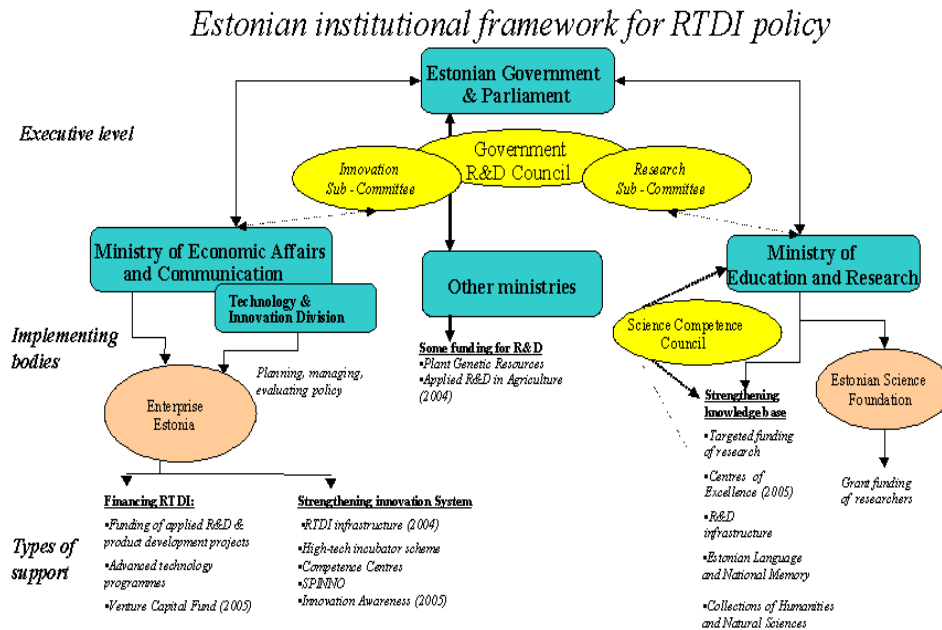 Estonian institutional framework for RTDI policy
Estonian Government
& Parliament
Executive level
Government
R&D Council
Innovation
Sub - Committee
Research
Sub - Committee
Ministry of Economic Affairs
and Communication
Technology &
Innovation Division
Other ministries
Ministry of
Education and Research
Implementing
bodies
Planning, managing,
evaluating policy
Some funding for R&D
▪Plant Genetic Resources
▪Applied R&D in Agriculture
(2004)
Science Competence
Council
Enterprise
Estonia
Estonian Science
Foundation
Strengthening
knowledge base
▪Targeted funding
of research
▪Centres of
Excellence (2005)
▪R&D
infrastructure
▪Estonian Language
and National Memory
▪Collections of Humanities
and Natural Sciences
Grant funding
of researchers
Types of
support
Financing RTDI:
▪Funding of applied R&D &
product development projects
▪Advanced technology
programmes
▪Venture Capital Fund (2005)
Strengthening innovation System
▪RTDI infrastructure (2004)
▪High-tech incubator scheme
▪Competence Centres
▪SPINNO
▪Innovation Awareness (2005)